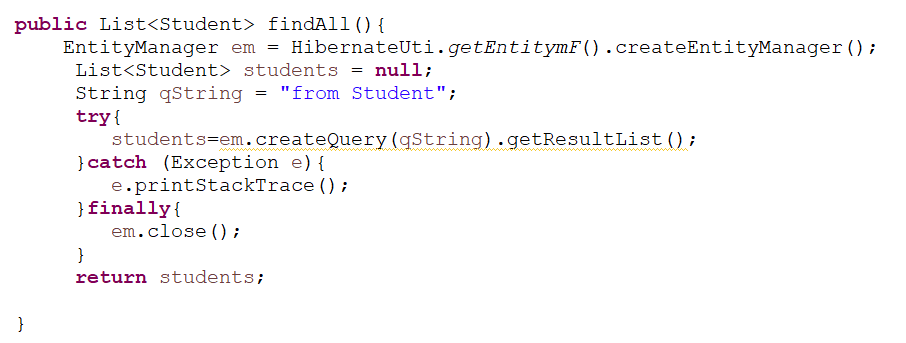 public List<Student> findAll(){
EntityManager em = HibernateUti.getEntitymF().createEntityManager();
List<Student> students = null;
String qString = "from Student";
try{
students=em.createQuery(qString).getResultList();
}catch (Exception e){
e.printStackTrace();
}finally{
em.close();
}
return students;
}